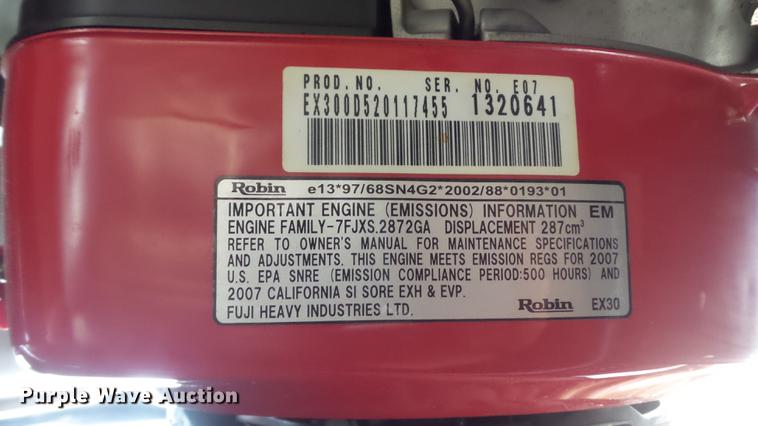 PROD. NO. SER. NO. E07
EX300D520117455 1320641
Robin e13*97/68SN4G2*2002/88*0193*01
IMPORTANT ENGINE (EMISSIONS) INFORMATION EM
ENGINE FAMILY-7FJXS.2872GA DISPLACEMENT 287cm³
REFER TO OWNER'S MANUAL FOR MAINTENANCE SPECIFICATIONS
AND ADJUSTMENTS. THIS ENGINE MEETS EMISSION REGS FOR 2007
U.S. EPA SNRE (EMISSION COMPLIANCE PERIOD:500 HOURS) AND
2007 CALIFORNIA SI SORE EXH & EVP.
FUJI HEAVY INDUSTRIES LTD. Robin EX30
Purple Wave Auction